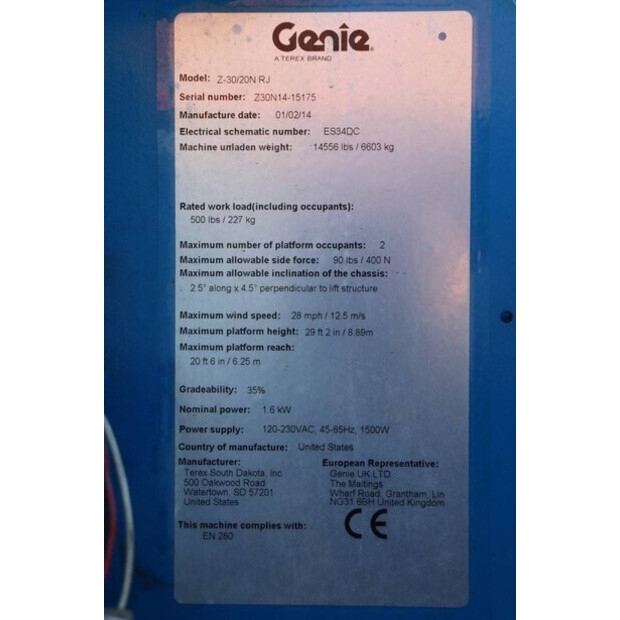 Genie.
A TEREX BRAND
Model: Z-30/20N RJ
Serial number: Z30N14-15175
Manufacture date: 01/02/14
Electrical schematic number: ES34DC
Machine unladen weight: 14556 lbs / 6603 kg
Rated work load(including occupants):
500 lbs / 227 kg
Maximum number of platform occupants: 2
Maximum allowable side force: 90 lbs / 400 N
Maximum allowable inclination of the chassis:
2.5° along x 4.5° perpendicular to lift structure
Maximum wind speed: 28 mph / 12.5 m/s
Maximum platform height: 29 ft 2 in / 8.89m
Maximum platform reach:
20 ft 6 in / 6.25 m
Gradeability: 35%
Nominal power: 1.6 kW
Power supply: 120-230VAC, 45-65Hz, 1500W
Country of manufacture: United States
Manufacturer:
Terex South Dakota, Inc
500 Oakwood Road
Watertown, SD 57201
United States
European Representative:
Genie UK LTD
The Maltings
Wharf Road, Grantham, Lin
NG31 6BH United Kingdom
This machine complies with:
EN 280
CE